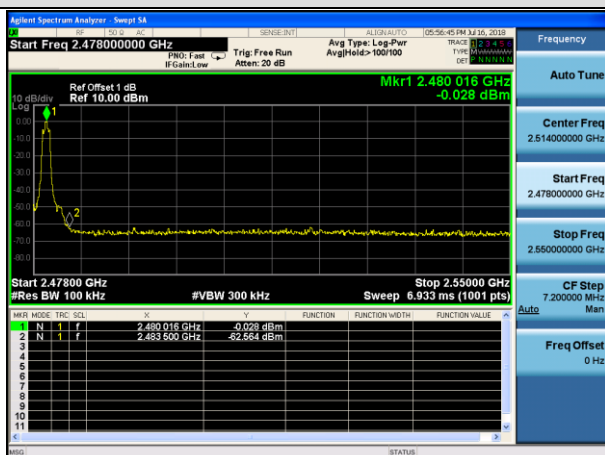 Agilent Spectrum Analyzer - Swept SA
RF 50 Ω AC SENSE:INT ALIGN AUTO 05:56:45 PM Jul 16, 2018
Start Freq 2.478000000 GHz
PNO: Fast
IFGain:Low
Trig: Free Run
Atten: 20 dB
Avg Type: Log-Pwr
Avg|Hold:>100/100
TRACE 1 2 3 4 5 6
TYPE
DET P N N N N N
Frequency
Auto Tune
Center Freq
2.514000000 GHz
Start Freq
2.478000000 GHz
Stop Freq
2.550000000 GHz
CF Step
7.200000 MHz
Auto Man
Freq Offset
0 Hz
Ref Offset 1 dB
Ref 10.00 dBm
10 dB/div
Log
Mkr1 2.480 016 GHz
-0.028 dBm
1
0.00
-10.0
-20.0
-30.0
-40.0
-50.0
2
-60.0
-70.0
-80.0
Start 2.47800 GHz Stop 2.55000 GHz
#Res BW 100 kHz #VBW 300 kHz Sweep 6.933 ms (1001 pts)
MKR MODE TRC SCL X Y FUNCTION FUNCTION WIDTH FUNCTION VALUE
1 N 1 f 2.480 016 GHz -0.028 dBm
2 N 1 f 2.483 500 GHz -62.564 dBm
3
4
5
6
7
8
9
10
11
MSG STATUS